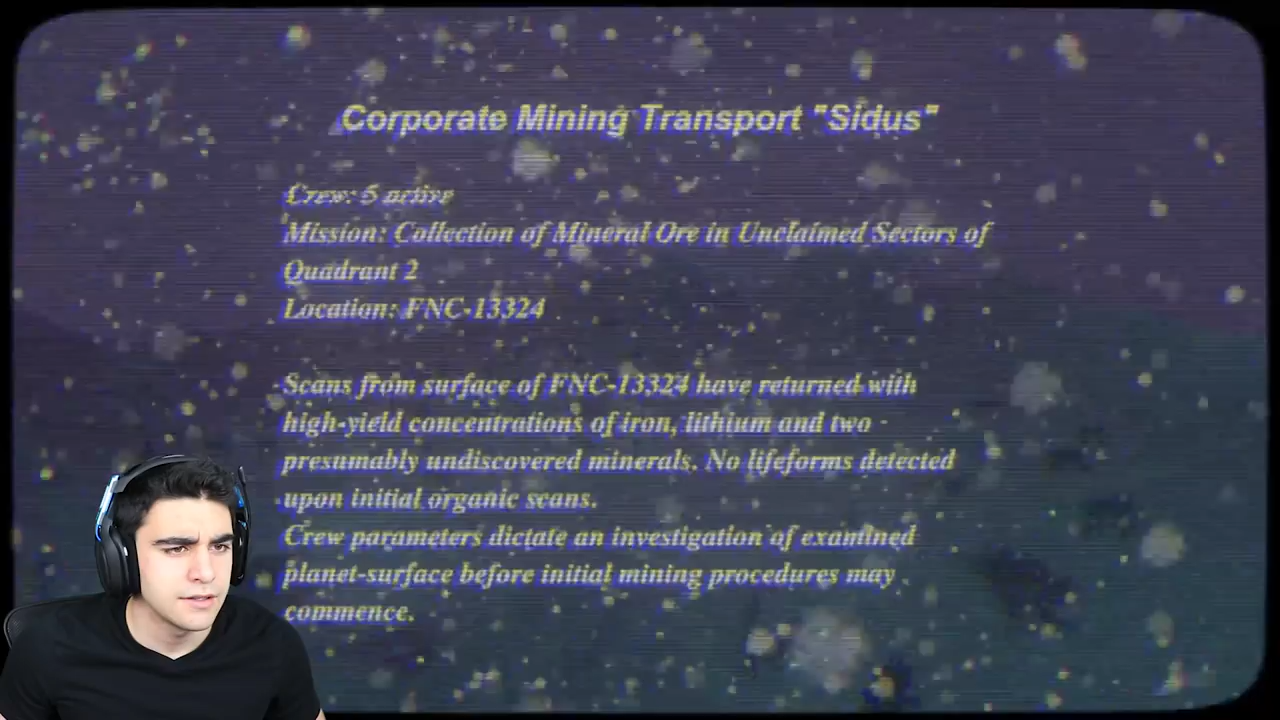 Corporate Mining Transport "Sidus"
Crew: 5 active
Mission: Collection of Mineral Ore in Unclaimed Sectors of
Quadrant 2
Location: FNC-13324
Scans from surface of FNC-13324 have returned with
high-yield concentrations of iron, lithium and two
presumably undiscovered minerals. No lifeforms detected
upon initial organic scans.
Crew parameters dictate an investigation of examined
planet-surface before initial mining procedures may
commence.